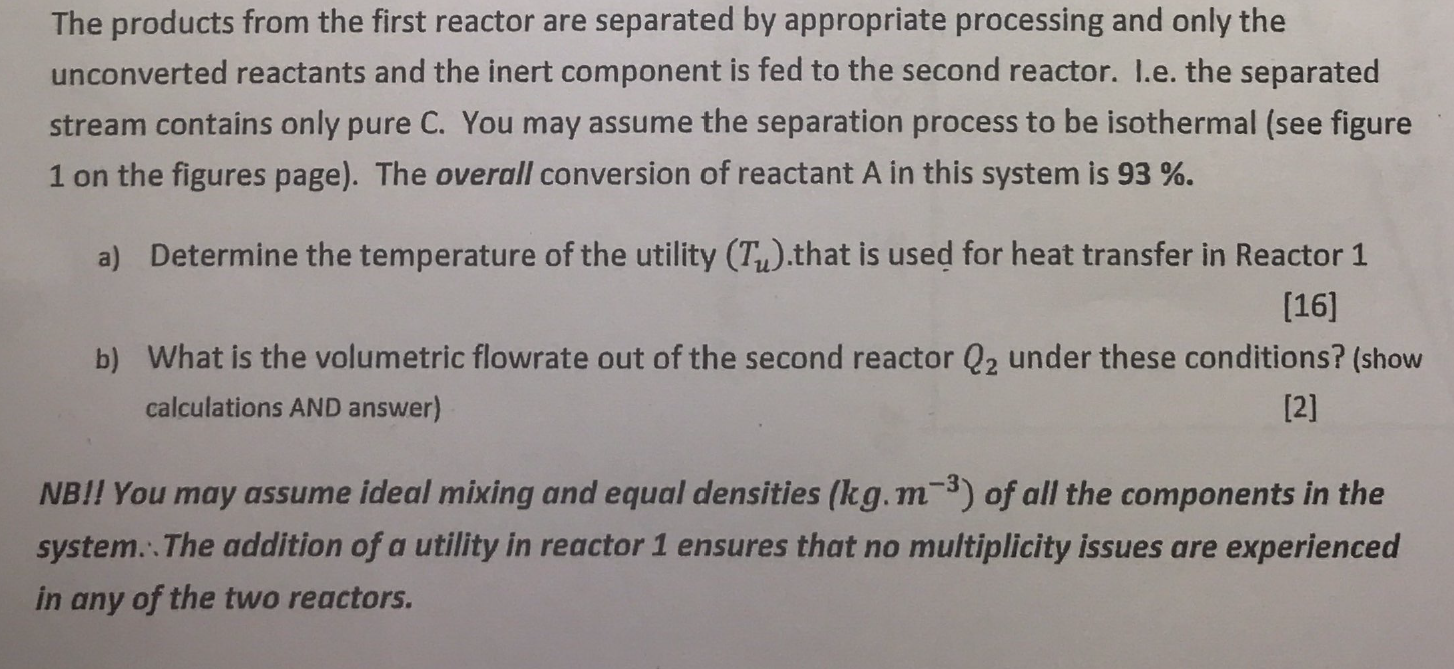 The products from the first reactor are separated by appropriate processing and only the
unconverted reactants and the inert component is fed to the second reactor. I.e. the separated
stream contains only pure C. You may assume the separation process to be isothermal (see figure
1 on the figures page). The overall conversion of reactant A in this system is 93 %.
a) Determine the temperature of the utility (Tᵤ).that is used for heat transfer in Reactor 1
[16]
b) What is the volumetric flowrate out of the second reactor Q₂ under these conditions? (show
calculations AND answer) [2]
NB!! You may assume ideal mixing and equal densities (kg.m⁻³) of all the components in the
system.∴The addition of a utility in reactor 1 ensures that no multiplicity issues are experienced
in any of the two reactors.